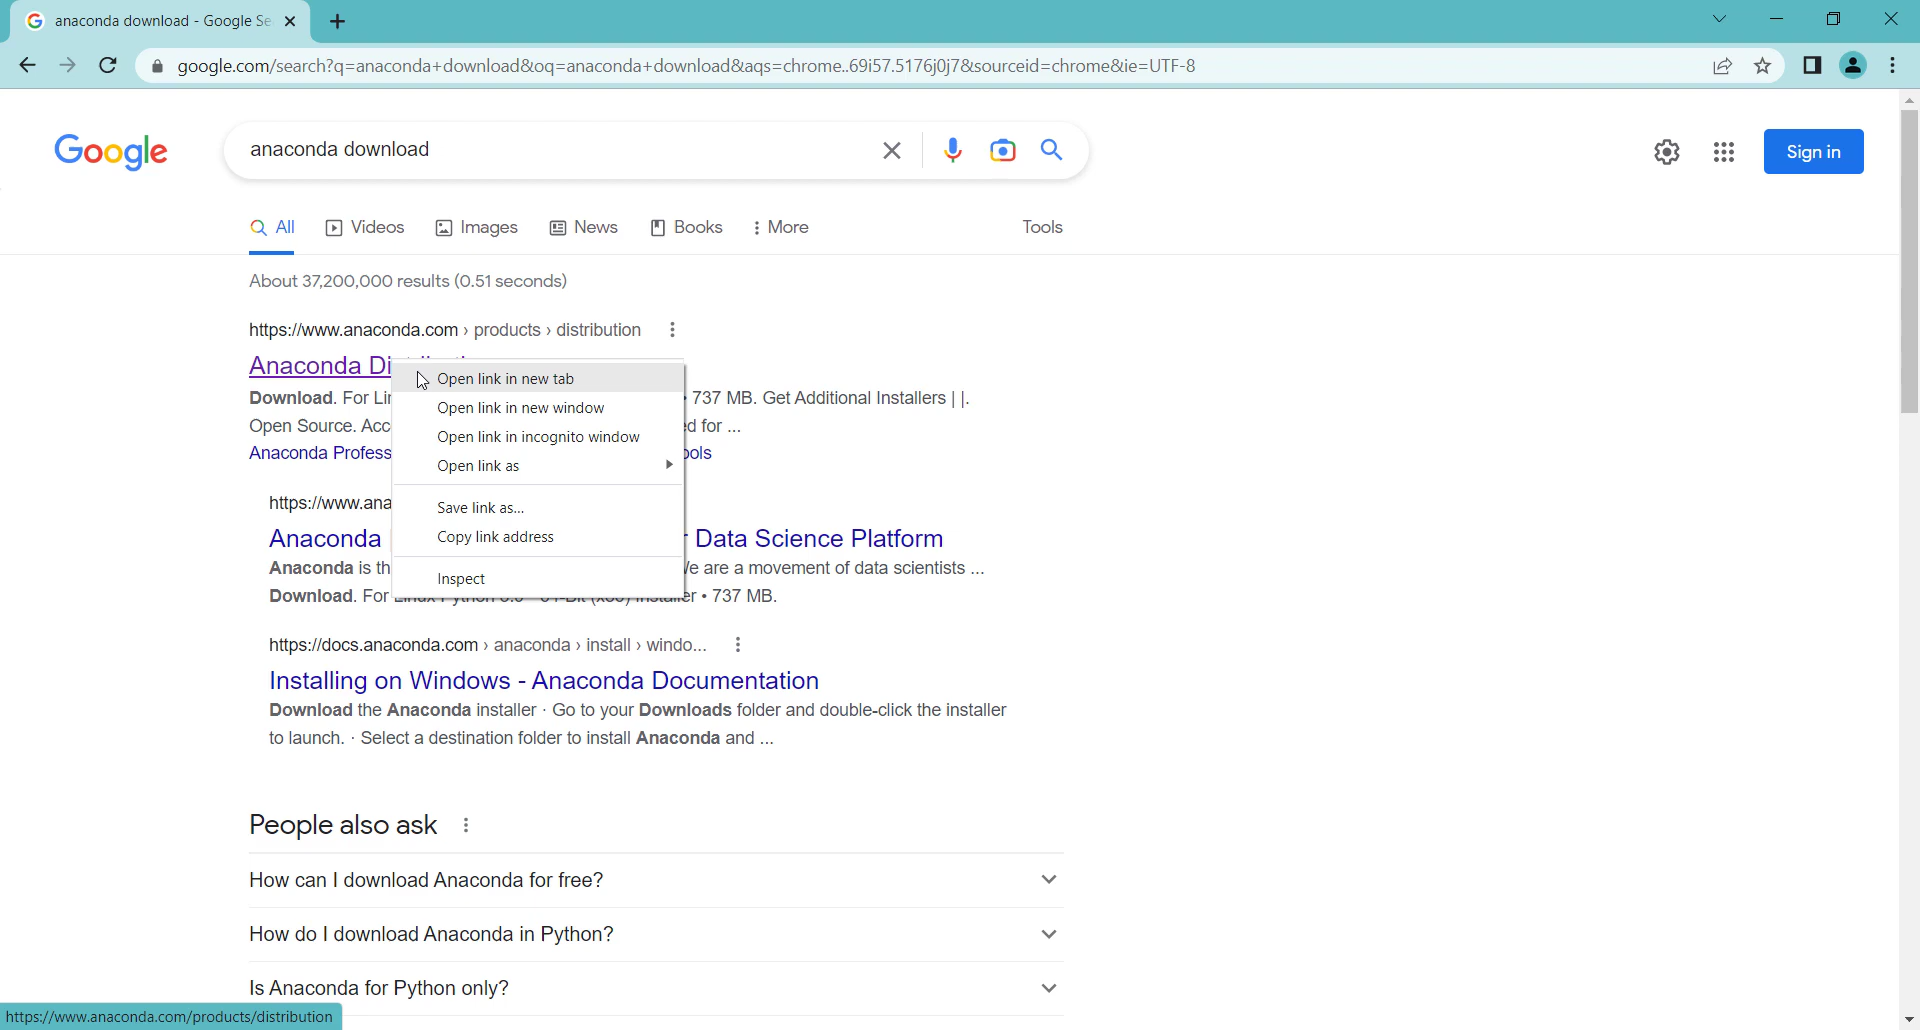 anaconda download - Google Se
google.com/search?q=anaconda+download&oq=anaconda+download&aqs=chrome..69i57.5176j0j7&sourceid=chrome&ie=UTF-8
Google
anaconda download
Sign in
All Videos Images News Books More Tools
About 37,200,000 results (0.51 seconds)
https://www.anaconda.com › products › distribution
Anaconda Di
Open link in new tab
Download. For Lin • 737 MB. Get Additional Installers | |.
Open link in new window
Open Source. Acc d for ...
Open link in incognito window
Anaconda Profess ools
Open link as
https://www.ana
Save link as...
Anaconda r Data Science Platform
Copy link address
Anaconda is th We are a movement of data scientists ...
Inspect
Download. For er • 737 MB.
https://docs.anaconda.com › anaconda › install › windo...
Installing on Windows - Anaconda Documentation
Download the Anaconda installer · Go to your Downloads folder and double-click the installer
to launch. · Select a destination folder to install Anaconda and ...
People also ask
How can I download Anaconda for free?
How do I download Anaconda in Python?
Is Anaconda for Python only?
https://www.anaconda.com/products/distribution